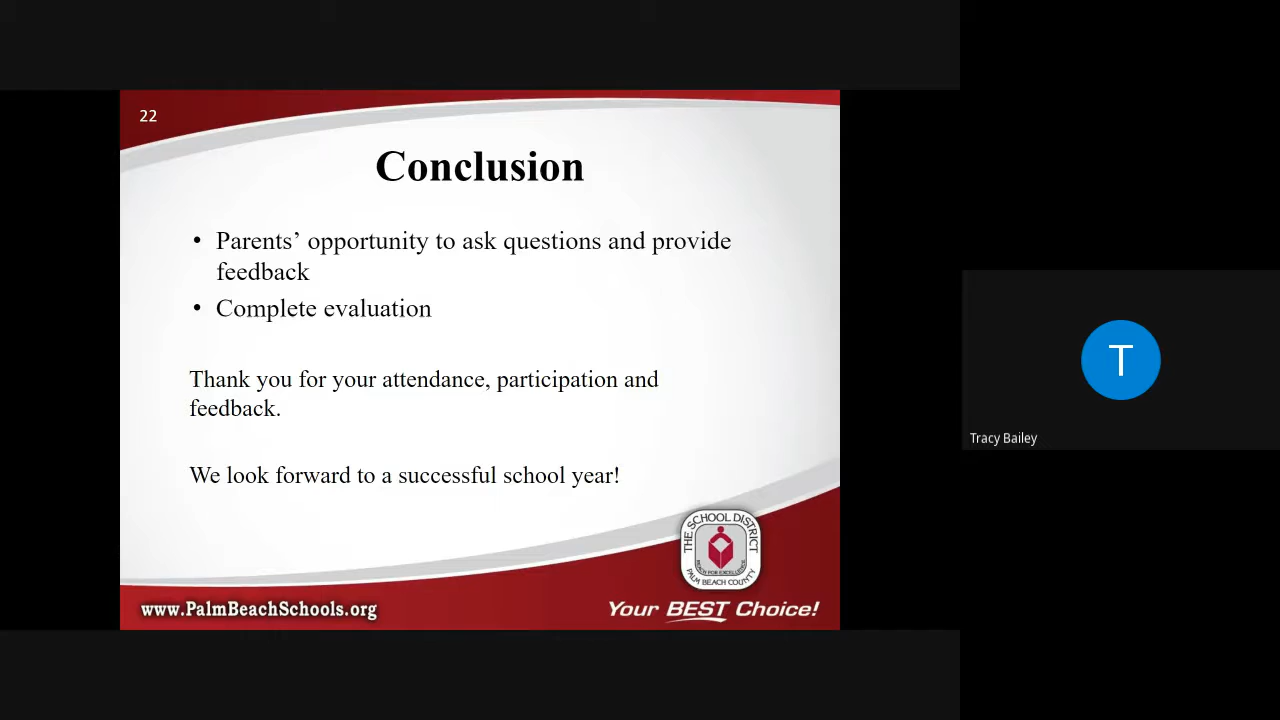 22
Conclusion
• Parents’ opportunity to ask questions and provide
feedback
• Complete evaluation
Thank you for your attendance, participation and
feedback.
We look forward to a successful school year!
THE SCHOOL DISTRICT
PALM BEACH COUNTY
www.PalmBeachSchools.org
Your BEST Choice!
T
Tracy Bailey